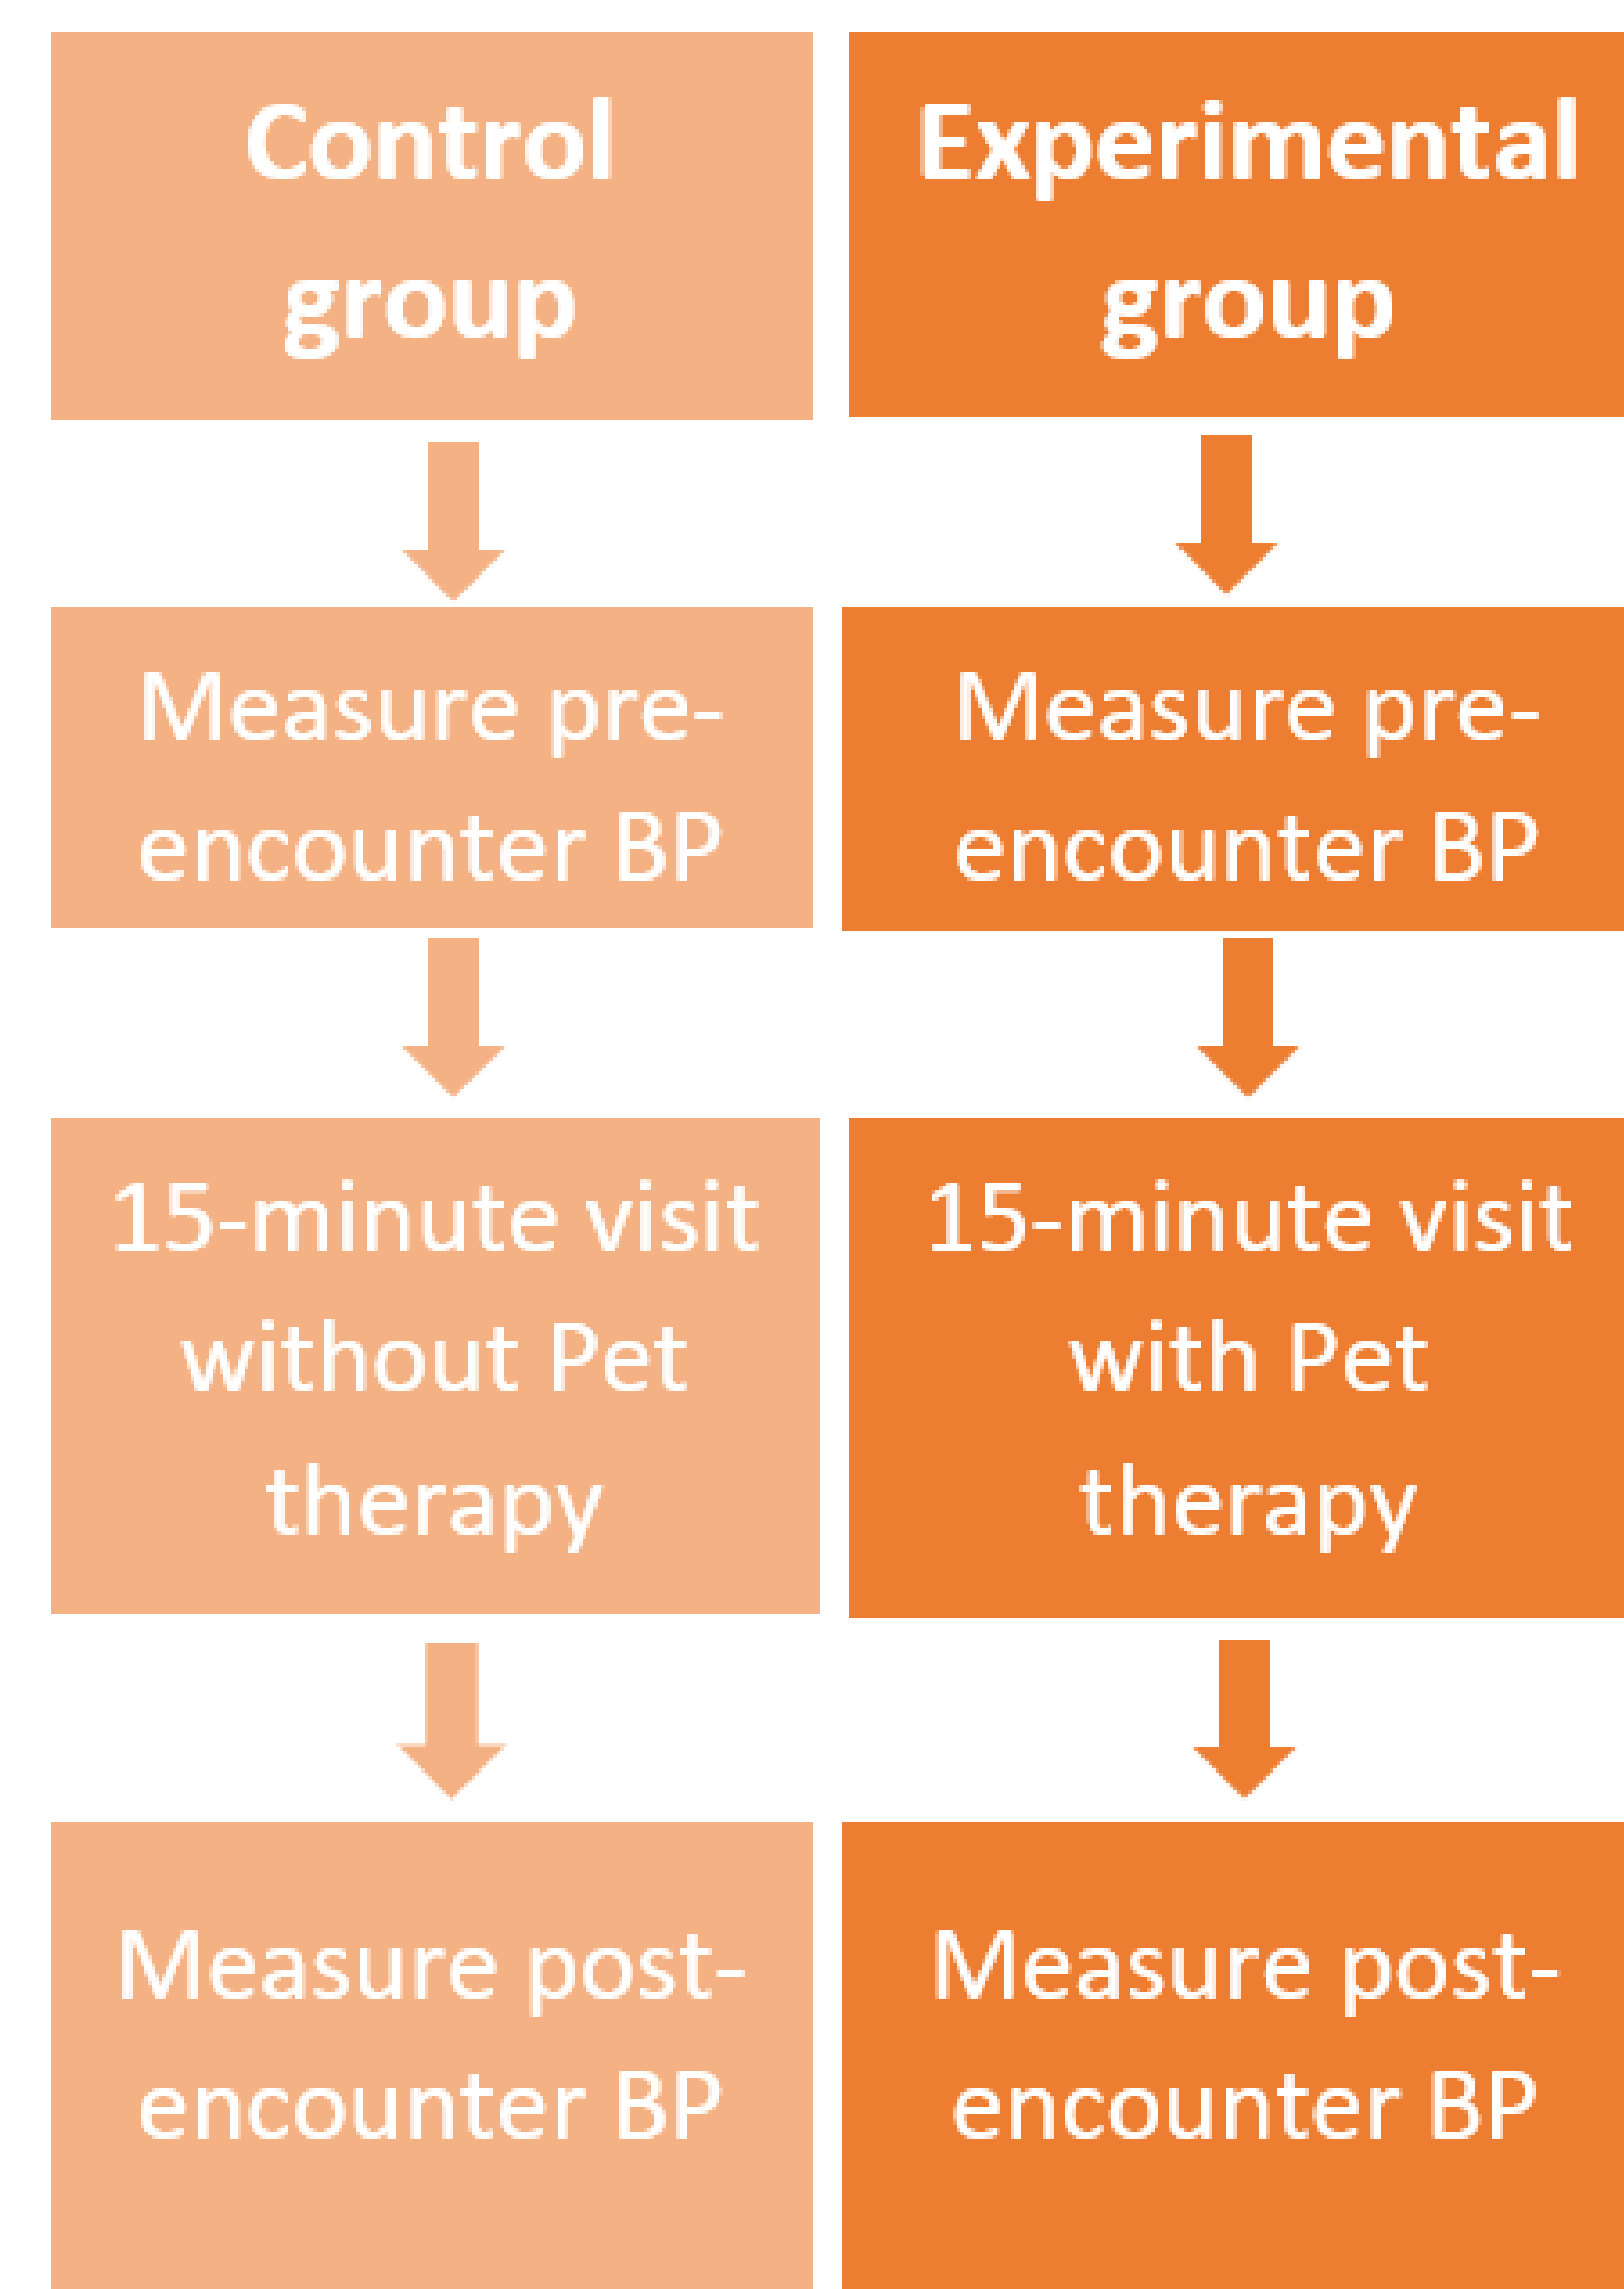 Control
group
Measure pre-
encounter BP
15-minute visit
without Pet
therapy
Measure post-
encounter BP
Experimental
group
Measure pre-
encounter BP
15-minute visit
with Pet
therapy
Measure post-
encounter BP